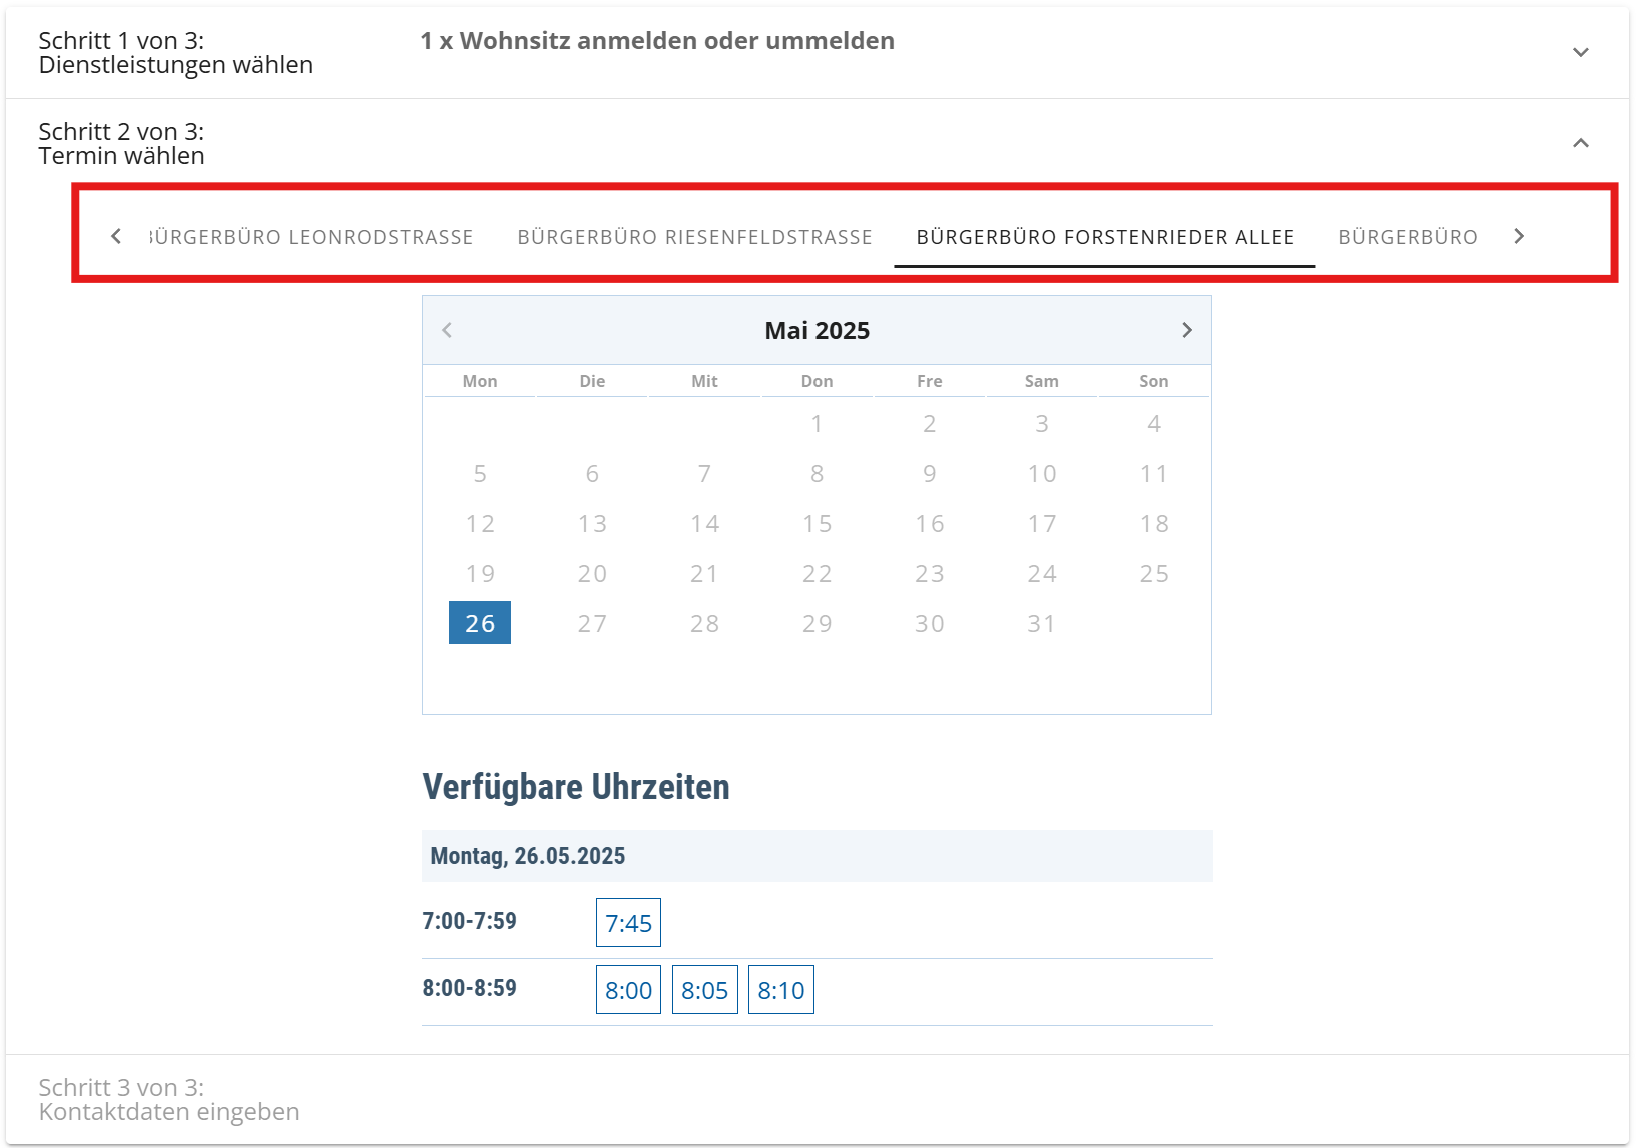 Schritt 1 von 3:
Dienstleistungen wählen
1 x Wohnsitz anmelden oder ummelden
Schritt 2 von 3:
Termin wählen
BÜRGERBÜRO LEONRODSTRASSE BÜRGERBÜRO RIESENFELDSTRASSE BÜRGERBÜRO FORSTENRIEDER ALLEE BÜRGERBÜRO
Mai 2025
Mon Die Mit Don Fre Sam Son
1 2 3 4
5 6 7 8 9 10 11
12 13 14 15 16 17 18
19 20 21 22 23 24 25
26 27 28 29 30 31
Verfügbare Uhrzeiten
Montag, 26.05.2025
7:00-7:59 7:45
8:00-8:59 8:00 8:05 8:10
Schritt 3 von 3:
Kontaktdaten eingeben